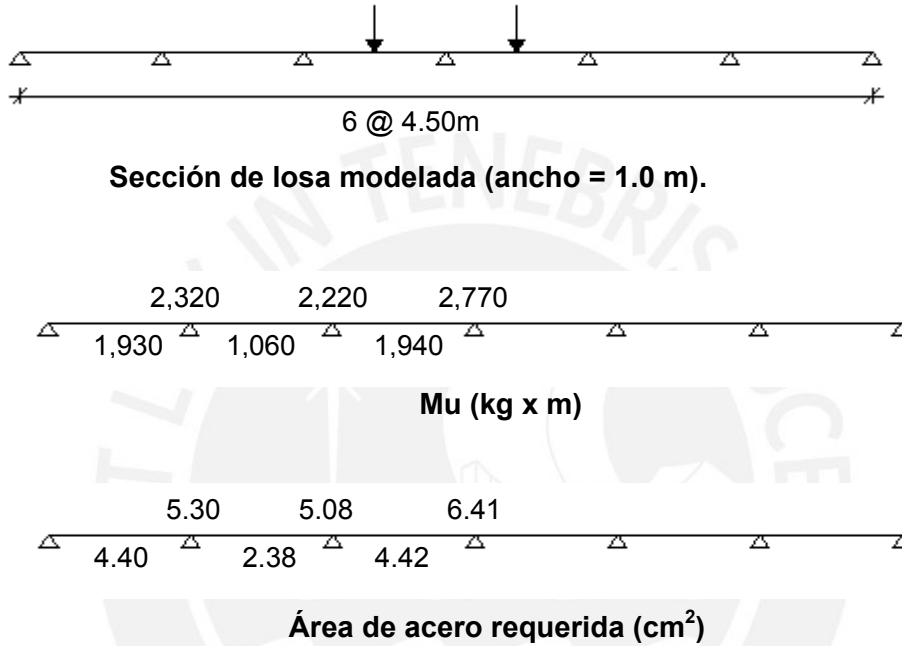 6 @ 4.50m
Sección de losa modelada (ancho = 1.0 m).
2,320 2,220 2,770
1,930 1,060 1,940
Mu (kg x m)
5.30 5.08 6.41
4.40 2.38 4.42
Área de acero requerida (cm²)